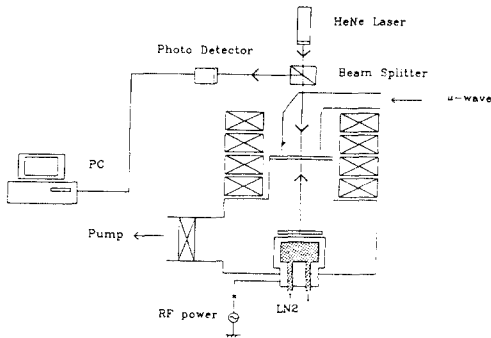 HeNe Laser
Photo Detector
Beam Splitter
μ-wave
PC
Pump
LN2
RF power